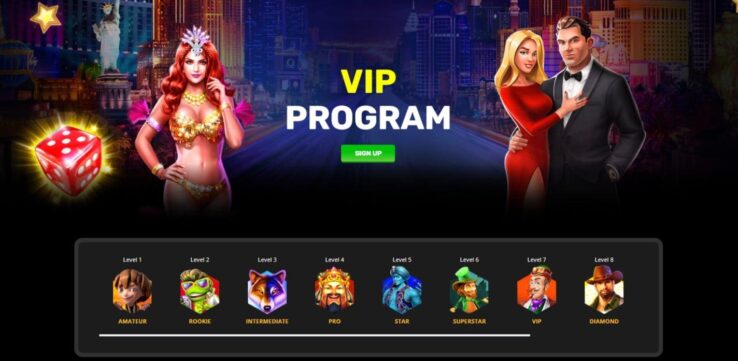 VIP
PROGRAM
SIGN UP
Level 1
Level 2
Level 3
Level 4
Level 5
Level 6
Level 7
Level 8
AMATEUR
ROOKIE
INTERMEDIATE
PRO
STAR
SUPERSTAR
VIP
DIAMOND